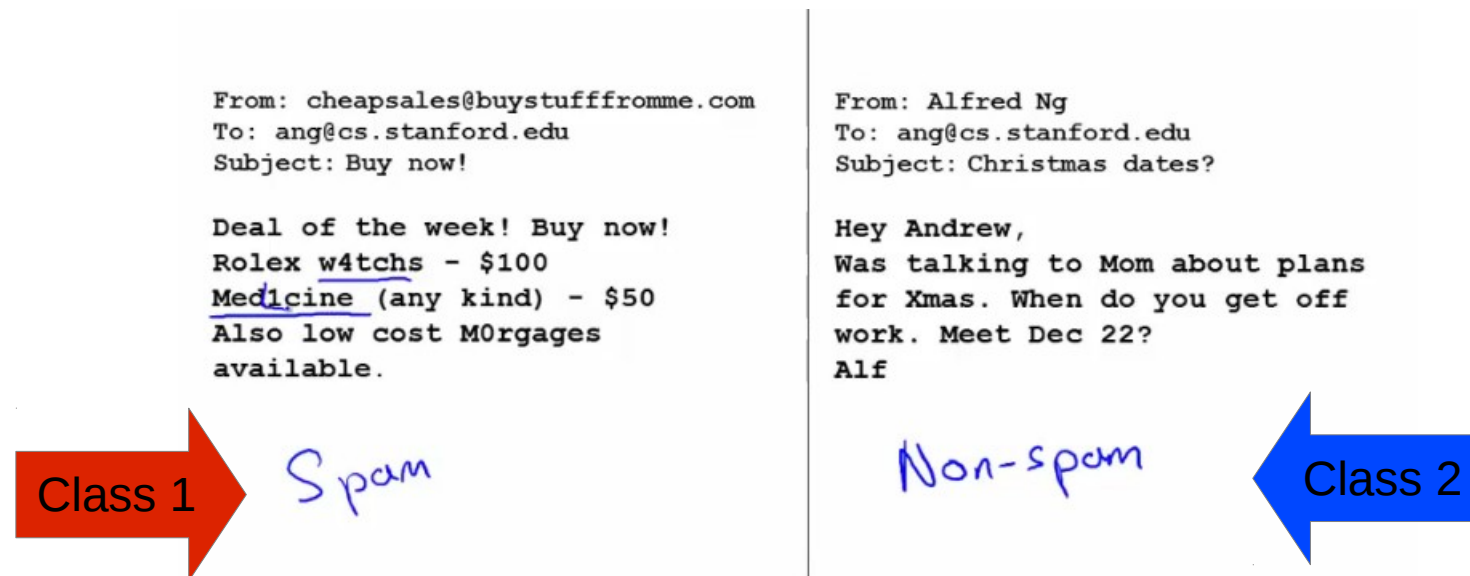 From: cheapsales@buystufffromme.com
To: ang@cs.stanford.edu
Subject: Buy now!
Deal of the week! Buy now!
Rolex w4tchs - $100
Med1cine (any kind) - $50
Also low cost M0rgages
available.
Spam
Class 1
From: Alfred Ng
To: ang@cs.stanford.edu
Subject: Christmas dates?
Hey Andrew,
Was talking to Mom about plans
for Xmas. When do you get off
work. Meet Dec 22?
Alf
Non-spam
Class 2